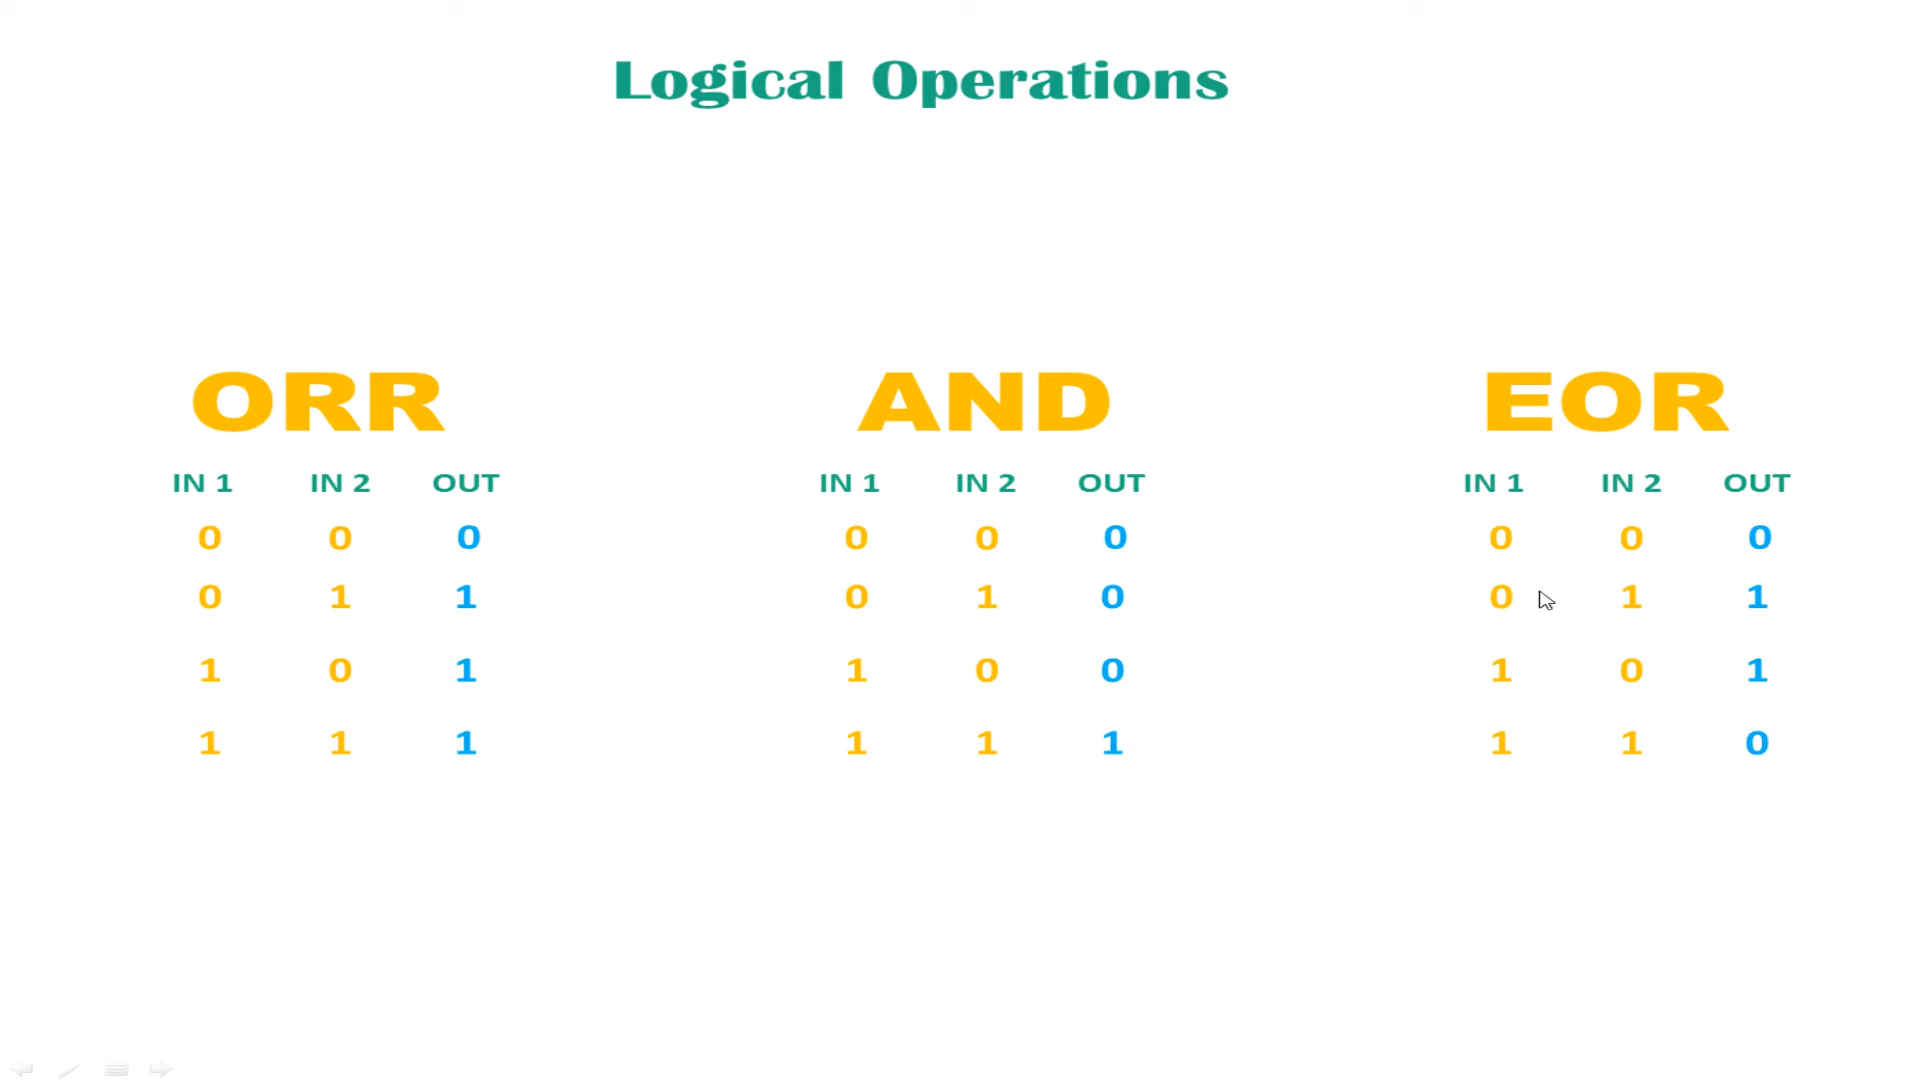 Logical Operations
ORR
IN 1 IN 2 OUT
0 0 0
0 1 1
1 0 1
1 1 1
AND
IN 1 IN 2 OUT
0 0 0
0 1 0
1 0 0
1 1 1
EOR
IN 1 IN 2 OUT
0 0 0
0 1 1
1 0 1
1 1 0